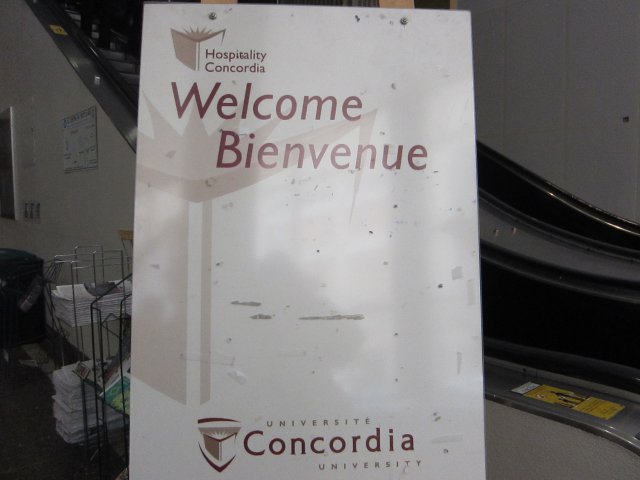 Hospitality
Concordia
Welcome
Bienvenue
UNIVERSITÉ
Concordia
UNIVERSITY